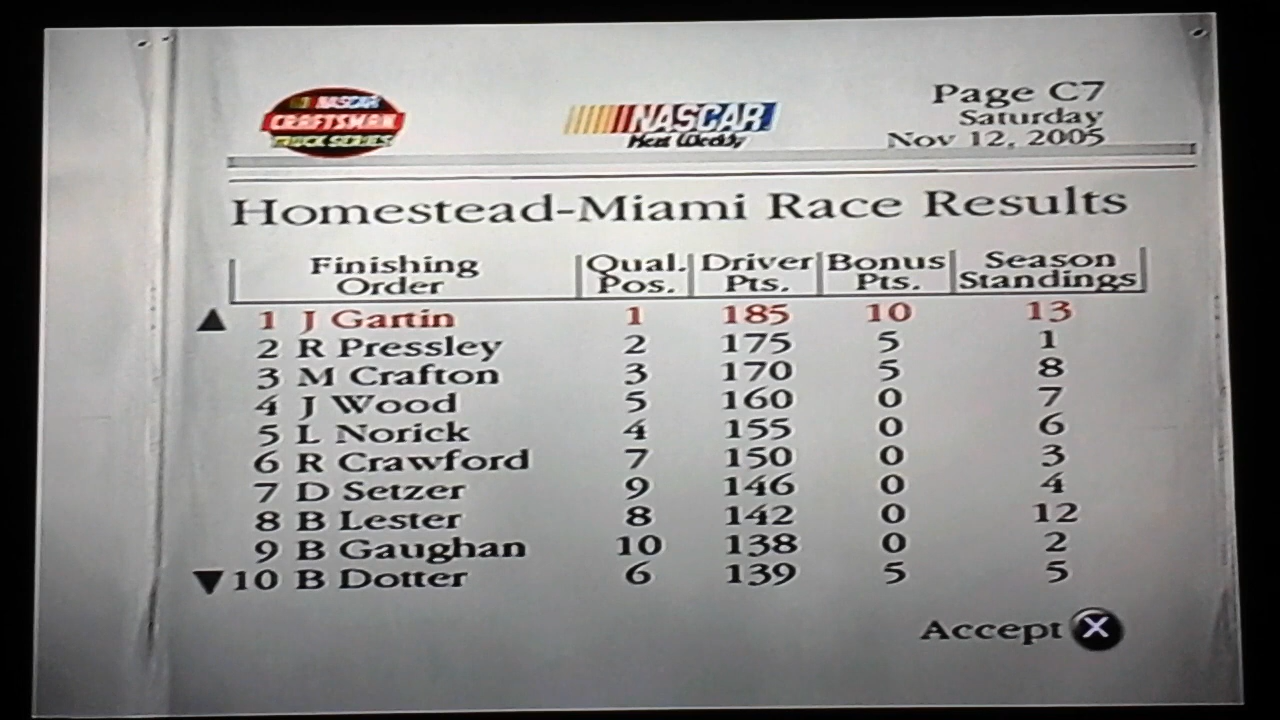 NASCAR
CRAFTSMAN
TRUCK SERIES
NASCAR
Next Weekly
Page C7
Saturday
Nov 12, 2005
Homestead-Miami Race Results
Finishing Order Qual. Pos. Driver Pts. Bonus Pts. Season Standings
1 J Gartin 1 185 10 13
2 R Pressley 2 175 5 1
3 M Crafton 3 170 5 8
4 J Wood 5 160 0 7
5 L Norick 4 155 0 6
6 R Crawford 7 150 0 3
7 D Setzer 9 146 0 4
8 B Lester 8 142 0 12
9 B Gaughan 10 138 0 2
10 B Dotter 6 139 5 5
Accept X